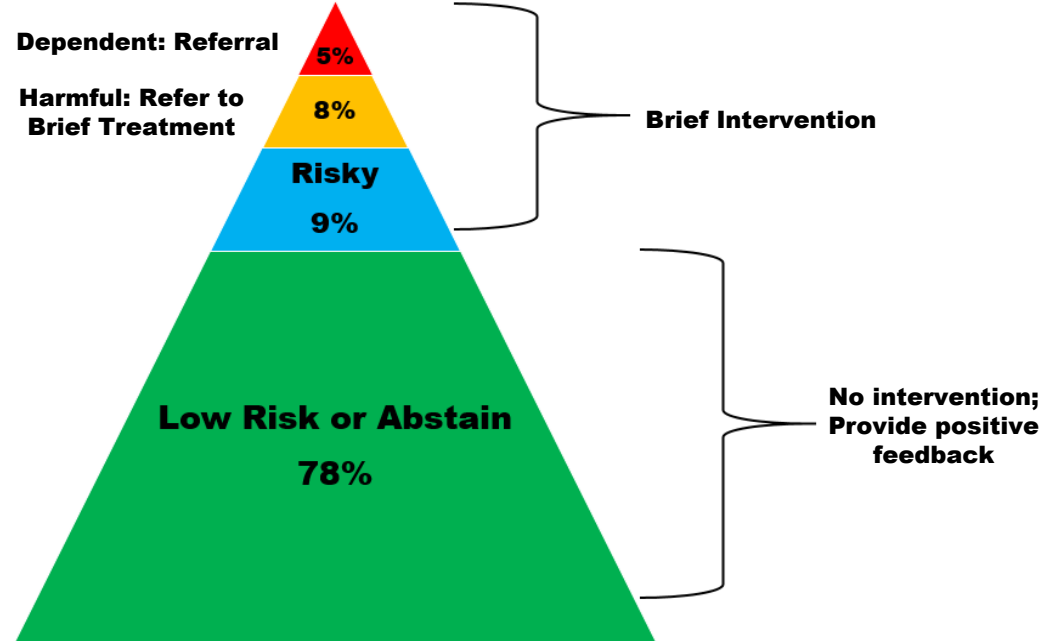 Dependent: Referral
5%
Harmful: Refer to
Brief Treatment
8%
Brief Intervention
Risky
9%
Low Risk or Abstain
78%
No intervention;
Provide positive
feedback